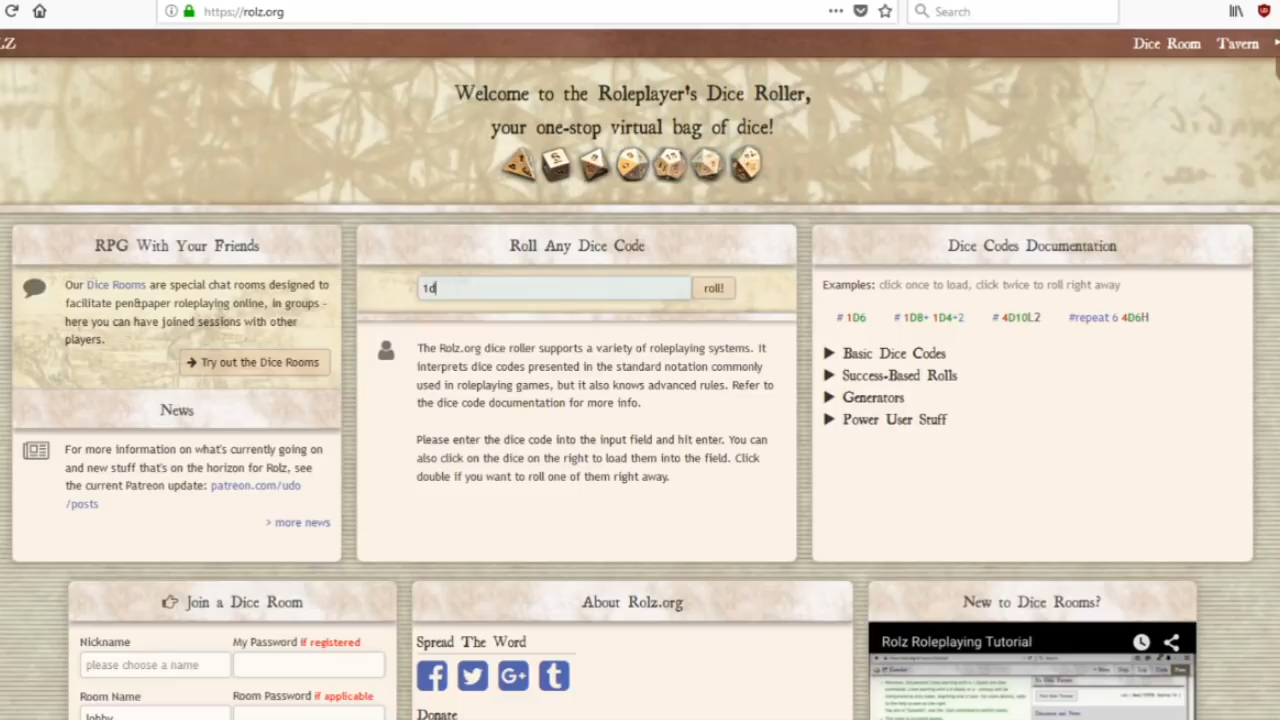 https://rolz.org
Search
LZ
Dice Room
Tavern
Welcome to the Roleplayer's Dice Roller,
your one-stop virtual bag of dice!
RPG With Your Friends
Our Dice Rooms are special chat rooms designed to
facilitate pen&paper roleplaying online, in groups -
here you can have joined sessions with other
players.
Try out the Dice Rooms
News
For more information on what's currently going on
and new stuff that's on the horizon for Rolz, see
the current Patreon update: patreon.com/udo
/posts
> more news
Roll Any Dice Code
1d
roll!
The Rolz.org dice roller supports a variety of roleplaying systems. It
interprets dice codes presented in the standard notation commonly
used in roleplaying games, but it also knows advanced rules. Refer to
the dice code documentation for more info.
Please enter the dice code into the input field and hit enter. You can
also click on the dice on the right to load them into the field. Click
double if you want to roll one of them right away.
Dice Codes Documentation
Examples: click once to load, click twice to roll right away
# 1D6
# 1D8+ 1D4+2
# 4D10L2
#repeat 6 4D6H
Basic Dice Codes
Success-Based Rolls
Generators
Power User Stuff
Join a Dice Room
Nickname
My Password if registered
please choose a name
Room Name
Room Password if applicable
lobby
About Rolz.org
Spread The Word
Donate
New to Dice Rooms?
Rolz Roleplaying Tutorial